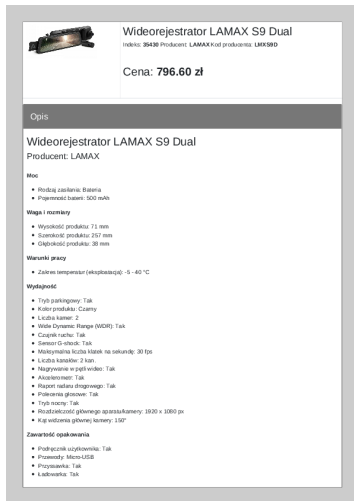 Wideorejestrator LAMAX S9 Dual
Indeks: 35430 Producent: LAMAX Kod producenta: LMXS9D
Cena: 796.60 zł
Opis
Wideorejestrator LAMAX S9 Dual
Producent: LAMAX
Moc
Rodzaj zasilania: Bateria
Pojemność baterii: 500 mAh
Waga i rozmiary
Wysokość produktu: 71 mm
Szerokość produktu: 257 mm
Głębokość produktu: 38 mm
Warunki pracy
Zakres temperatur (eksploatacja): -5 - 40 °C
Wydajność
Tryb parkingowy: Tak
Kolor produktu: Czarny
Liczba kamer: 2
Wide Dynamic Range (WDR): Tak
Czujnik ruchu: Tak
Sensor G-shock: Tak
Maksymalna liczba klatek na sekundę: 30 fps
Liczba kanałów: 2 kan.
Nagrywanie w pętli wideo: Tak
Akcelerometr: Tak
Raport radaru drogowego: Tak
Polecenia głosowe: Tak
Tryb nocny: Tak
Rozdzielczość głównego aparatu/kamery: 1920 x 1080 px
Kąt widzenia głównej kamery: 150°
Zawartość opakowania
Podręcznik użytkownika: Tak
Przewody: Micro-USB
Przyssawka: Tak
Ładowarka: Tak